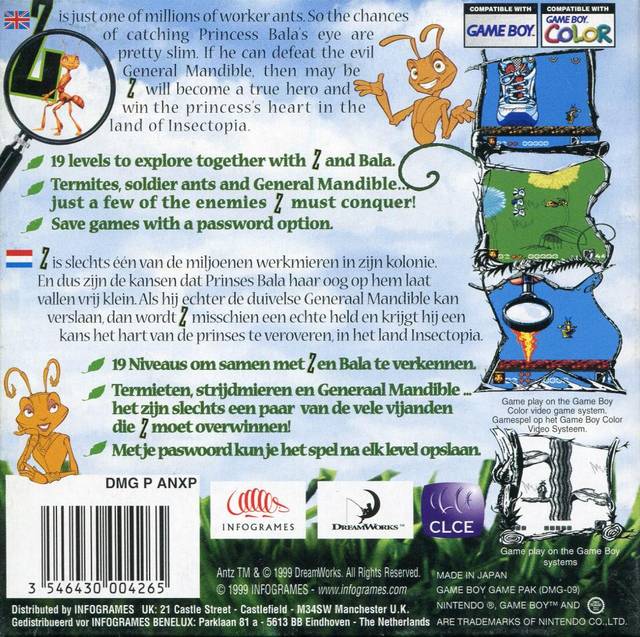 Z is just one of millions of worker ants. So the chances
of catching Princess Bala's eye are
pretty slim. If he can defeat the evil
General Mandible, then may be
Z will become a true hero and
win the princess's heart in the
land of Insectopia.
19 levels to explore together with Z and Bala.
Termites, soldier ants and General Mandible...
just a few of the enemies Z must conquer!
Save games with a password option.
Z is slechts één van de miljoenen werkmieren in zijn kolonie.
En dus zijn de kansen dat Prinses Bala haar oog op hem laat
vallen vrij klein. Als hij echter de duivelse Generaal Mandible kan
verslaan, dan wordt Z misschien een echte held en krijgt hij een
kans het hart van de prinses te veroveren, in het land Insectopia.
19 Niveaus om samen met Z en Bala te verkennen.
Termieten, strijdmieren en Generaal Mandible ...
het zijn slechts een paar van de vele vijanden
die Z moet overwinnen!
Met je paswoord kun je het spel na elk level opslaan.
COMPATIBLE WITH
GAME BOY
COMPATIBLE WITH
GAME BOY
COLOR
Game play on the Game Boy
Color video game system.
Gamespel op het Game Boy Color
Video Systeem.
Game play on the Game Boy
systems
DMG P ANXP
3 546430 004265
INFOGRAMES
DREAMWORKS™
CLCE
Antz TM & © 1999 DreamWorks. All Rights Reserved.
© 1999 INFOGRAMES - www.infogrames.com
MADE IN JAPAN
GAME BOY GAME PAK (DMG-09)
NINTENDO ®, GAME BOY™ AND
ARE TRADEMARKS OF NINTENDO CO.,LTD.
Distributed by INFOGRAMES UK: 21 Castle Street - Castlefield - M34SW Manchester U.K.
Gedistribueerd vor INFOGRAMES BENELUX: Parklaan 81 a - 5613 BB Eindhoven - The Netherlands